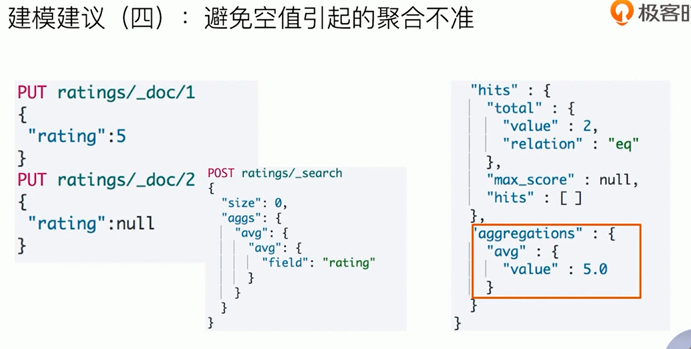 建模建议（四）：避免空值引起的聚合不准
极客时
PUT ratings/_doc/1
{
 "rating":5
}
PUT ratings/_doc/2
{
 "rating":null
}
POST ratings/_search
{
  "size": 0,
  "aggs": {
    "avg": {
      "avg": {
        "field": "rating"
      }
    }
  }
}
"hits" : {
  "total" : {
    "value" : 2,
    "relation" : "eq"
  },
  "max_score" : null,
  "hits" : [ ]
},
"aggregations" : {
  "avg" : {
    "value" : 5.0
  }
}
}